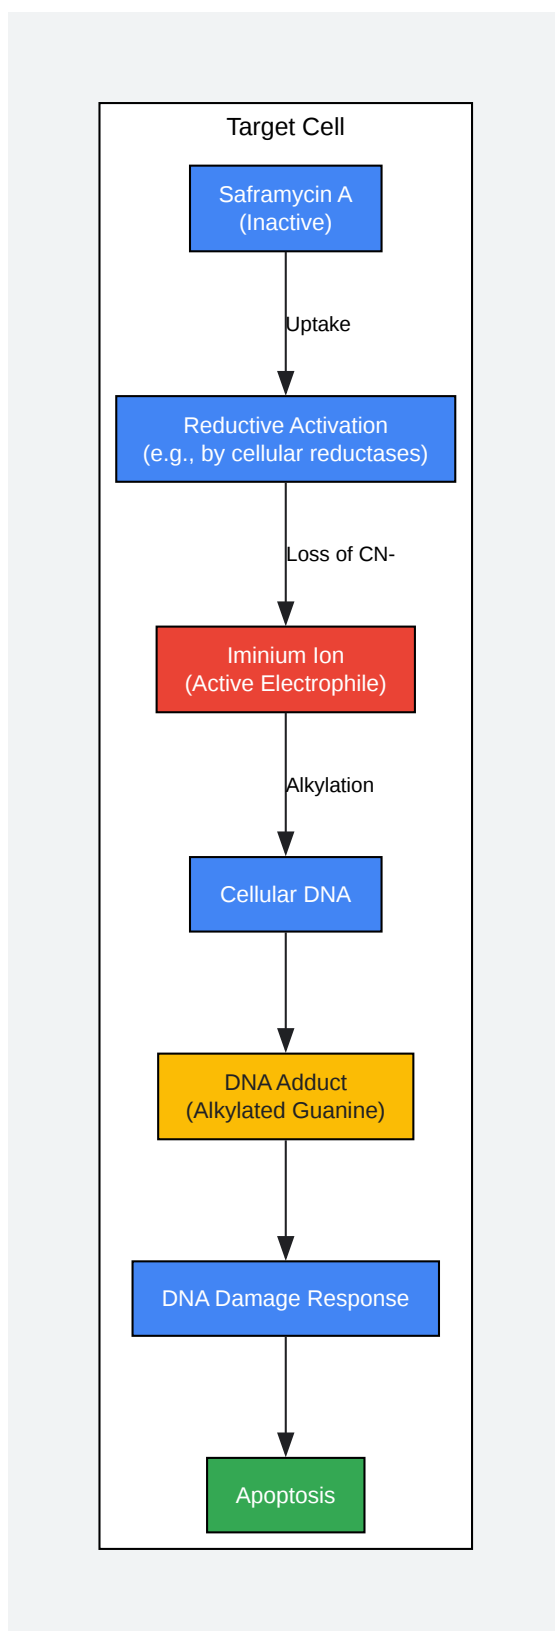 Target Cell
Saframycin A
(Inactive)
Uptake
Reductive Activation
(e.g., by cellular reductases)
Loss of CN-
Iminium Ion
(Active Electrophile)
Alkylation
Cellular DNA
DNA Adduct
(Alkylated Guanine)
DNA Damage Response
Apoptosis